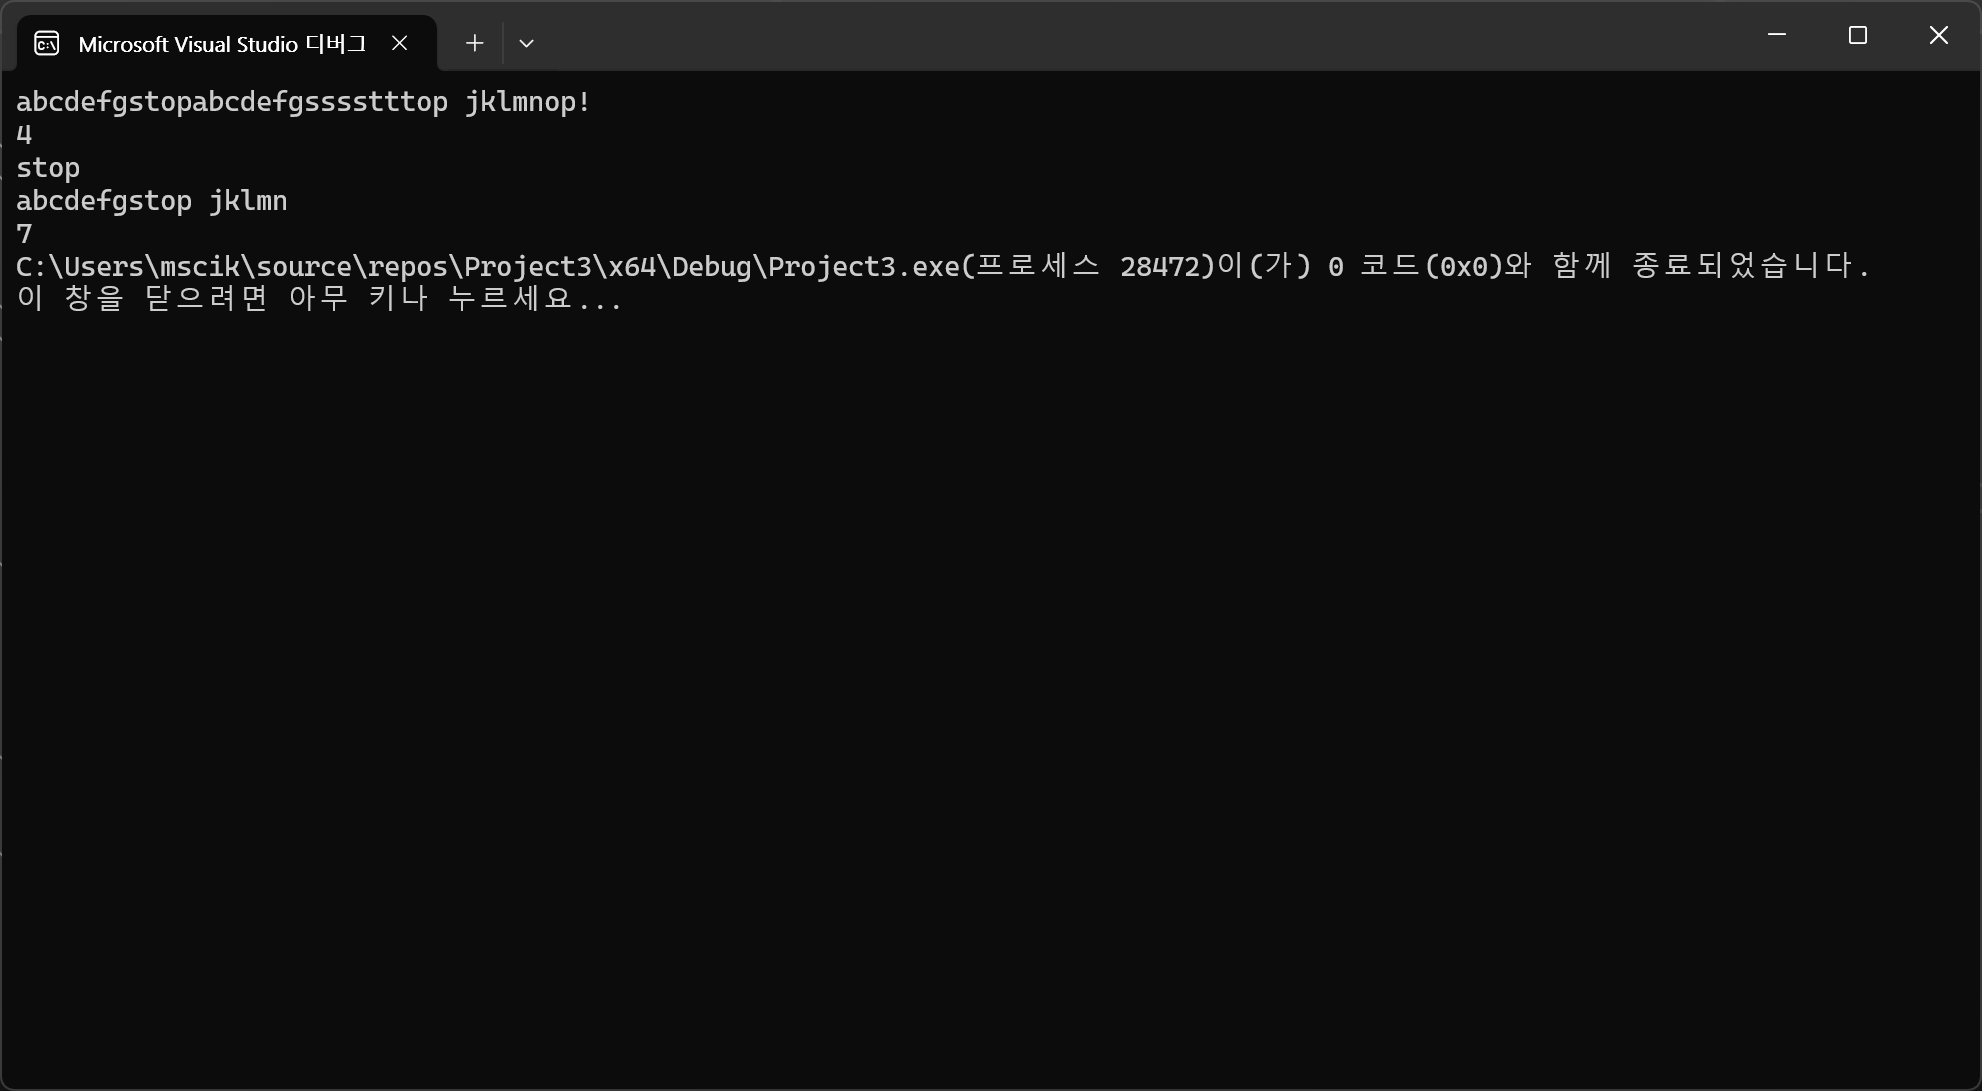 Microsoft Visual Studio 디버그
abcdefgstopabcdefgsssstttop jklmnop!
4
stop
abcdefgstop jklmn
7
C:\Users\mscik\source\repos\Project3\x64\Debug\Project3.exe(프로세스 28472)이(가) 0 코드(0x0)와 함께 종료되었습니다.
이 창을 닫으려면 아무 키나 누르세요...